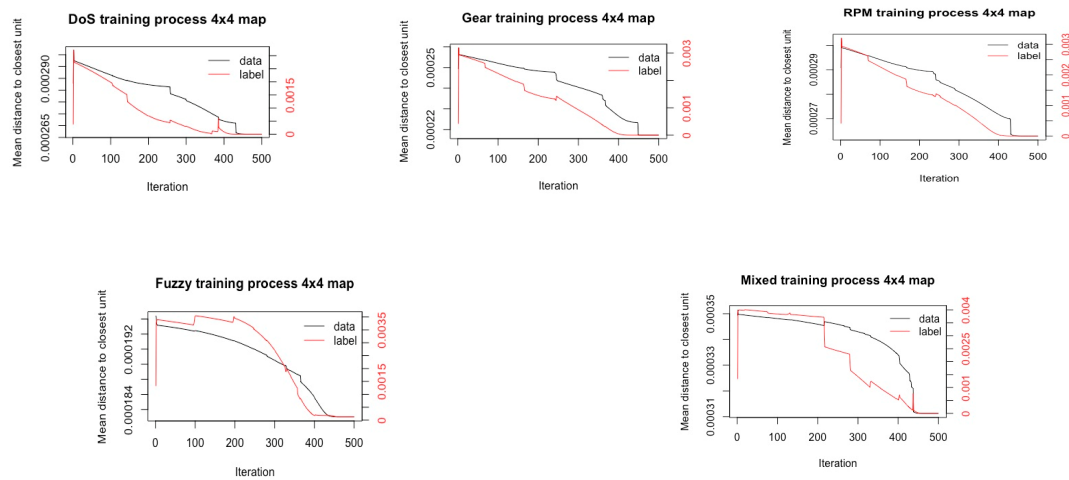 DoS training process 4x4 map
Mean distance to closest unit
0.000290
0.000265
data
label
0.0015
0
0 100 200 300 400 500
Iteration
Gear training process 4x4 map
Mean distance to closest unit
0.00025
0.00022
data
label
0.003
0.001
0
0 100 200 300 400 500
Iteration
RPM training process 4x4 map
Mean distance to closest unit
0.00029
0.00027
data
label
0.003
0.002
0.001
0
0 100 200 300 400 500
Iteration
Fuzzy training process 4x4 map
Mean distance to closest unit
0.000192
0.000184
data
label
0.0035
0.0015
0
0 100 200 300 400 500
Iteration
Mixed training process 4x4 map
Mean distance to closest unit
0.00035
0.00033
0.00031
data
label
0.004
0.0025
0.001
0
0 100 200 300 400 500
Iteration